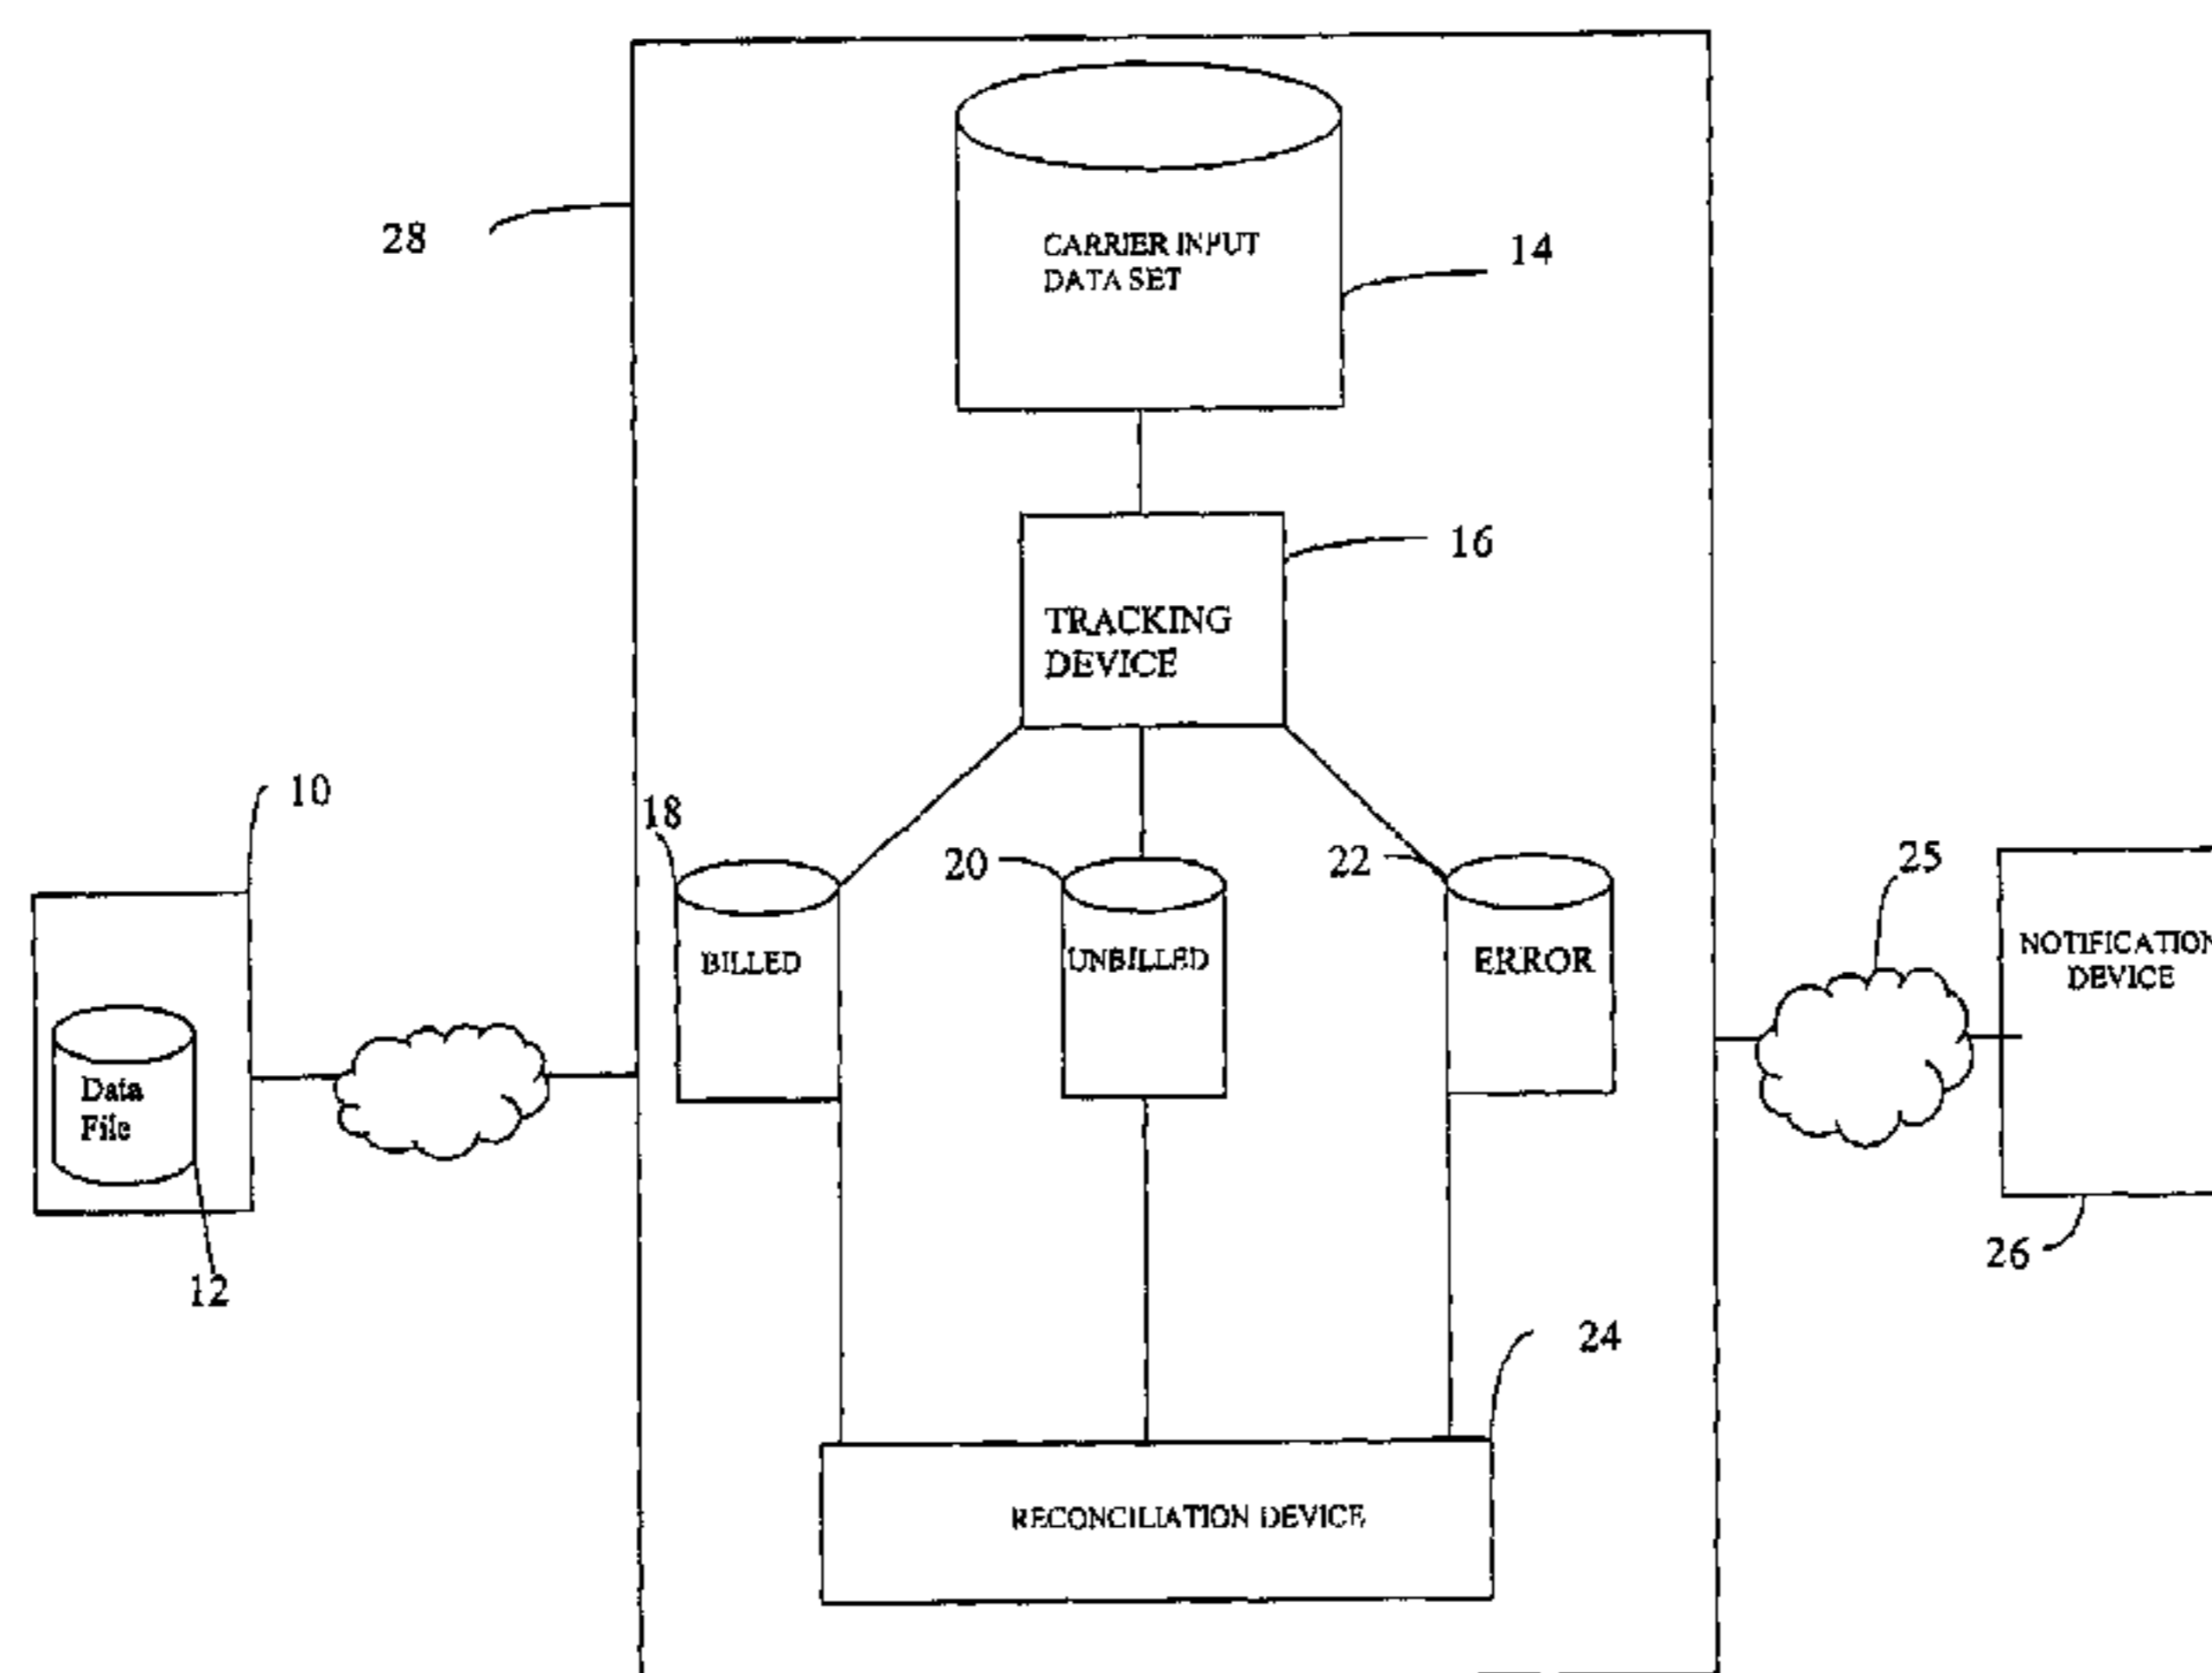 28
CARRIER INPUT
DATA SET
14
16
TRACKING
DEVICE
10
18
20
22
25
BILLED
UNBILLED
ERROR
NOTIFICATION
DEVICE
Data
File
12
26
24
RECONCILIATION DEVICE